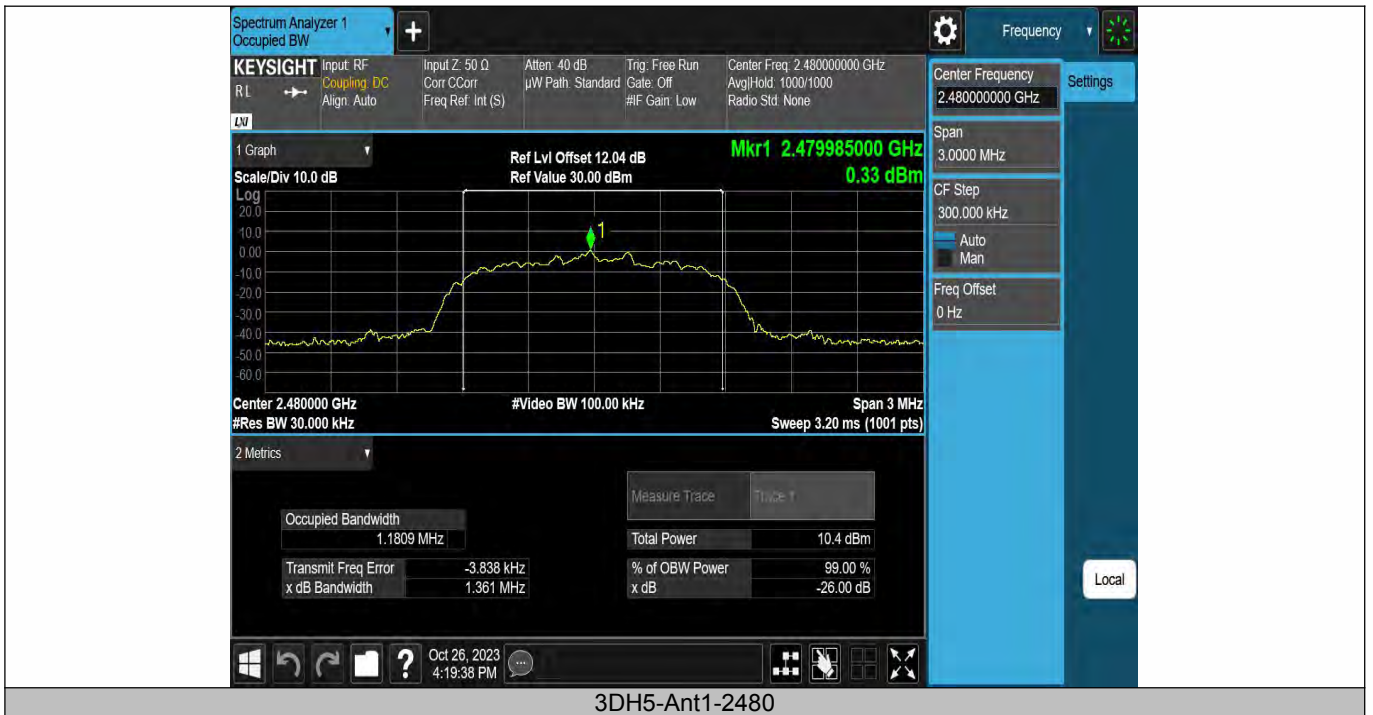 Spectrum Analyzer 1
Occupied BW
+
Frequency
KEYSIGHT
R L
LXI
Input: RF
Coupling: DC
Align: Auto
Input Z: 50 Ω
Corr CCorr
Freq Ref: Int (S)
Atten: 40 dB
µW Path: Standard
Trig: Free Run
Gate: Off
#IF Gain: Low
Center Freq: 2.480000000 GHz
Avg|Hold: 1000/1000
Radio Std: None
Center Frequency
2.480000000 GHz
Settings
Span
3.0000 MHz
CF Step
300.000 kHz
Auto
Man
Freq Offset
0 Hz
1 Graph
Scale/Div 10.0 dB
Ref Lvl Offset 12.04 dB
Ref Value 30.00 dBm
Mkr1 2.479985000 GHz
0.33 dBm
Log
20.0
10.0
0.00
-10.0
-20.0
-30.0
-40.0
-50.0
-60.0
1
Center 2.480000 GHz
#Res BW 30.000 kHz
#Video BW 100.00 kHz
Span 3 MHz
Sweep 3.20 ms (1001 pts)
2 Metrics
Measure Trace
Trace 1
Occupied Bandwidth
1.1809 MHz
Total Power 10.4 dBm
Transmit Freq Error -3.838 kHz
% of OBW Power 99.00 %
x dB Bandwidth 1.361 MHz
x dB -26.00 dB
Local
?
Oct 26, 2023
4:19:38 PM
3DH5-Ant1-2480